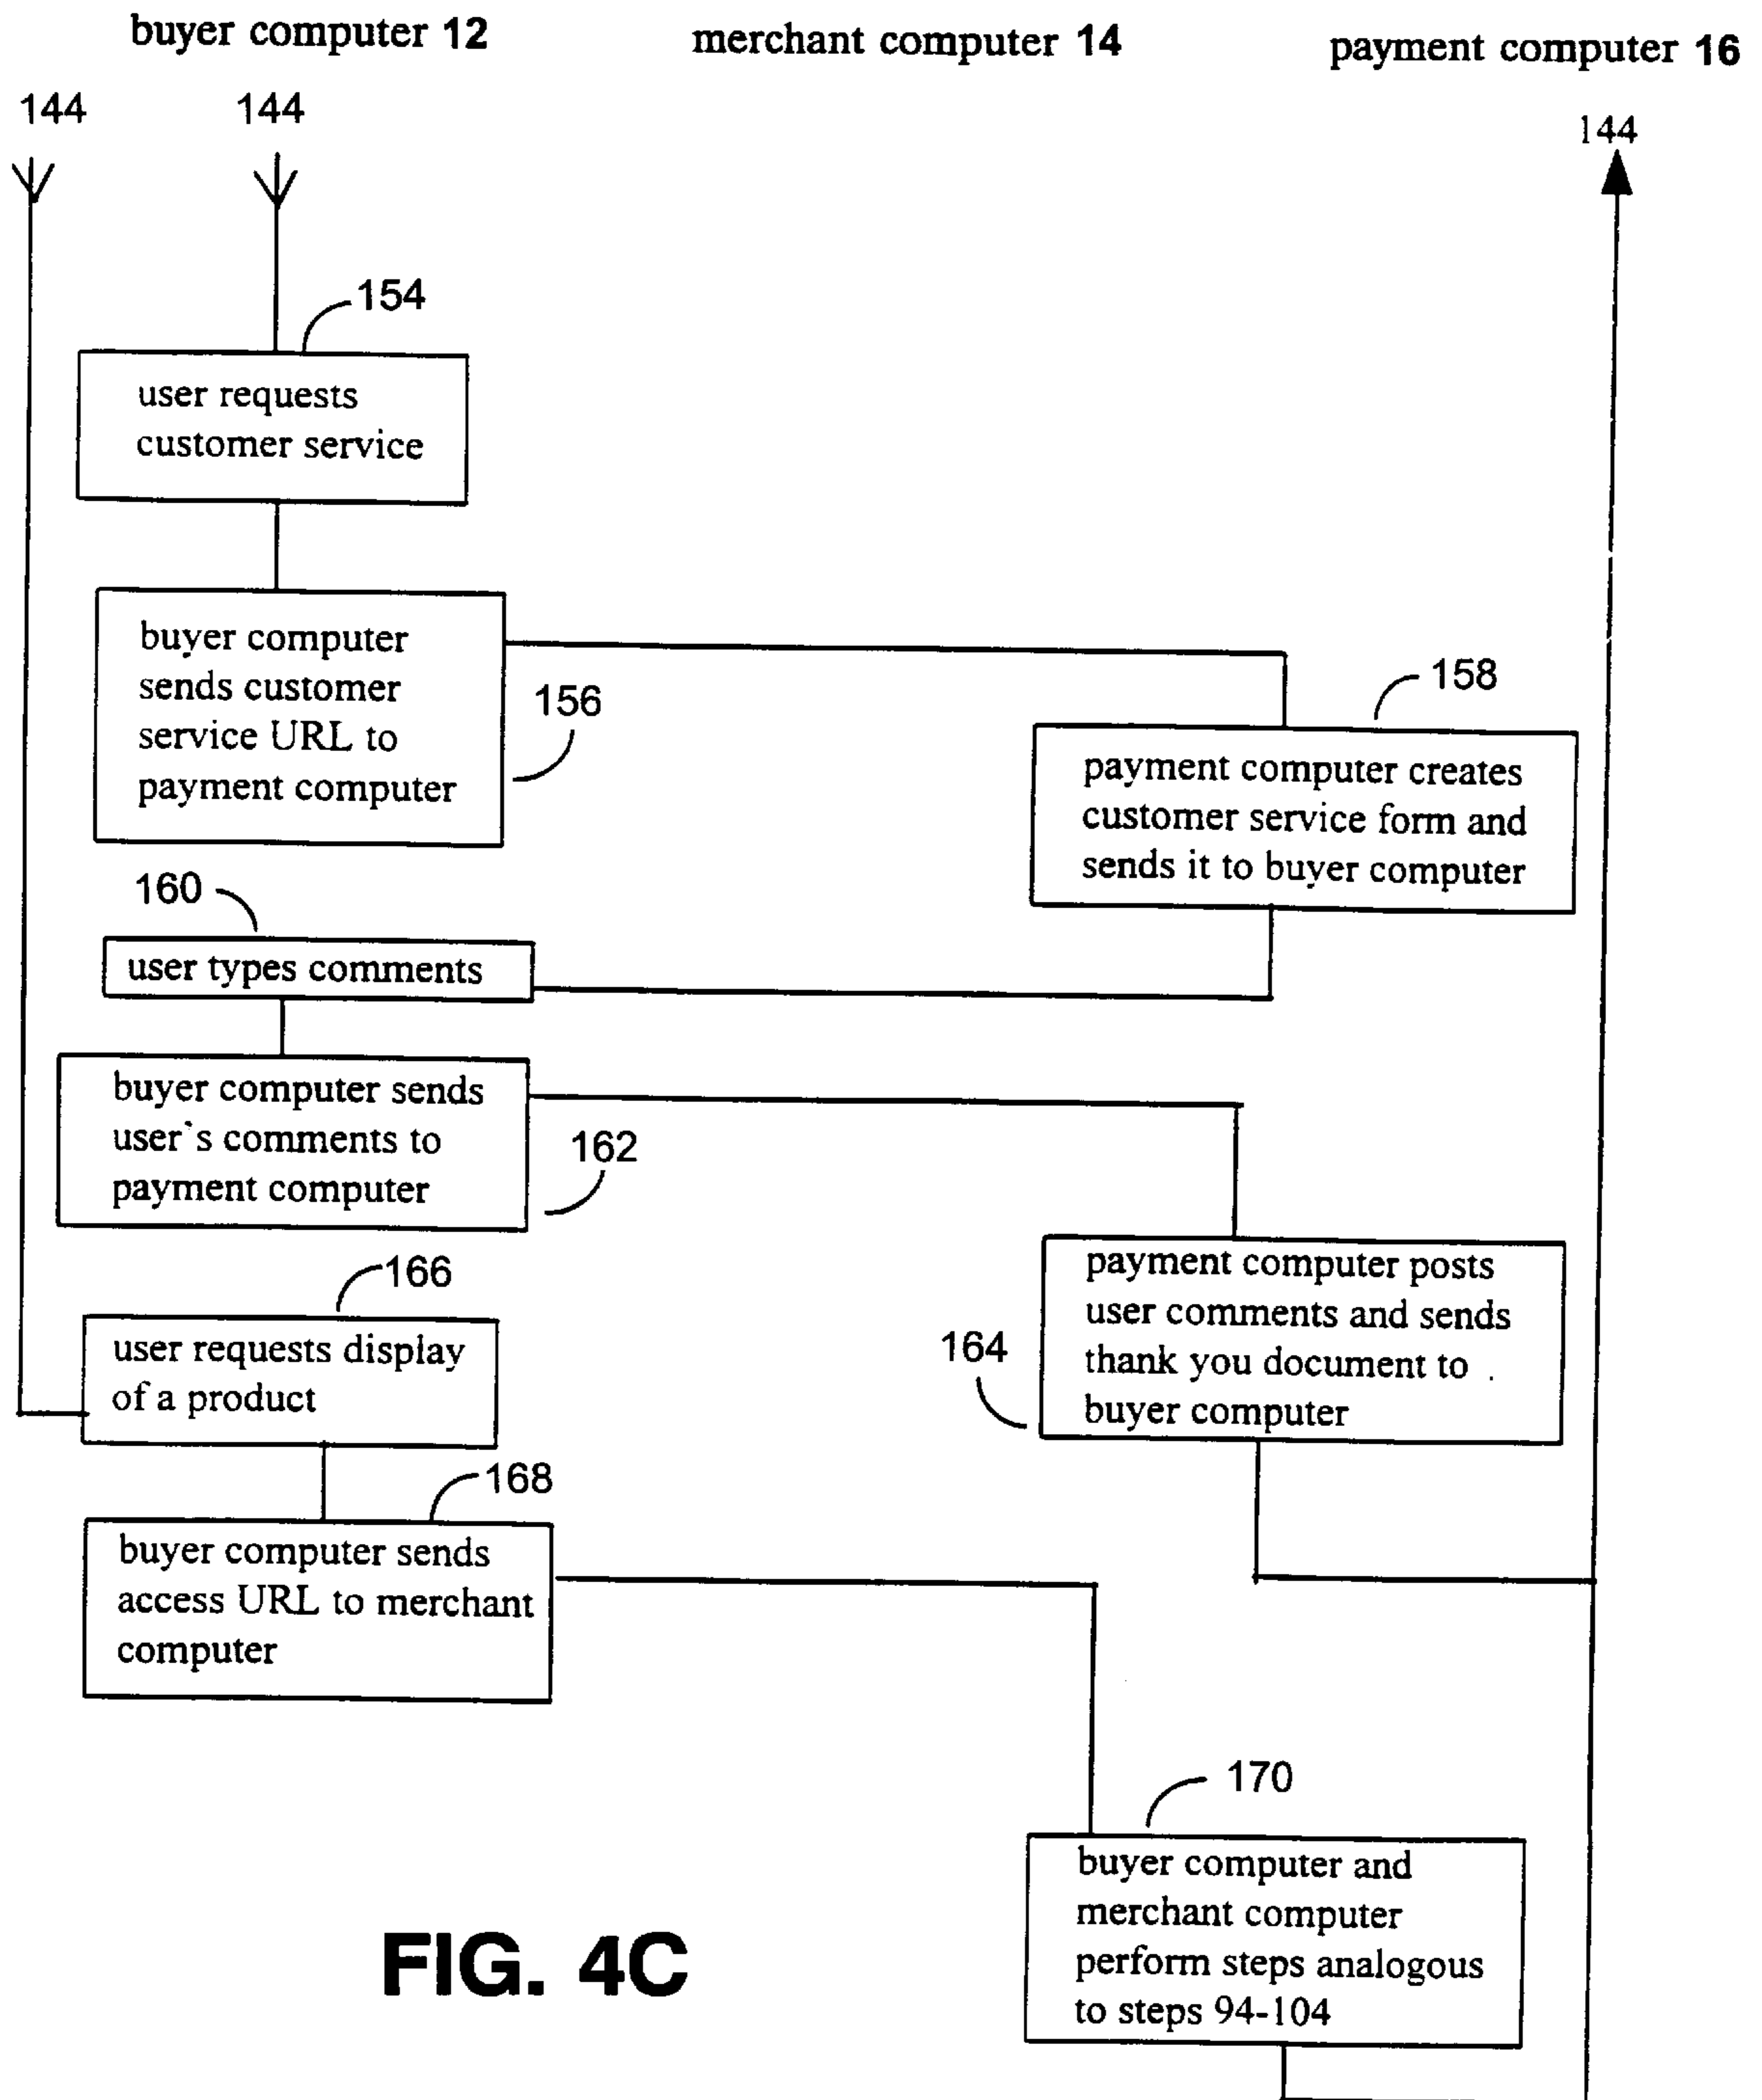 buyer computer 12
merchant computer 14
payment computer 16
144
144
144
154
user requests
customer service
buyer computer
sends customer
service URL to
payment computer
156
158
payment computer creates
customer service form and
sends it to buyer computer
160
user types comments
buyer computer sends
user's comments to
payment computer
162
payment computer posts
user comments and sends
thank you document to
buyer computer
164
166
user requests display
of a product
168
buyer computer sends
access URL to merchant
computer
170
buyer computer and
merchant computer
perform steps analogous
to steps 94-104
FIG. 4C